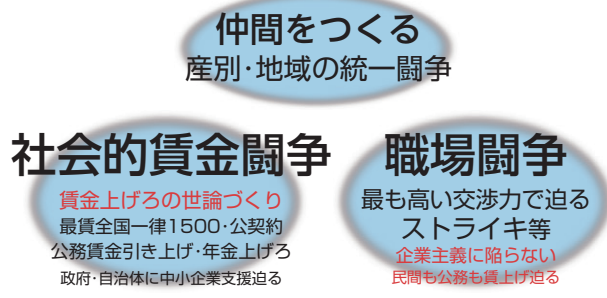 仲間をつくる
産別･地域の統一闘争
社会的賃金闘争
賃金上げろの世論づくり
最賃全国一律1500･公契約
公務賃金引き上げ･年金上げろ
政府･自治体に中小企業支援迫る
職場闘争
最も高い交渉力で迫る
ストライキ等
企業主義に陥らない
民間も公務も賃上げ迫る